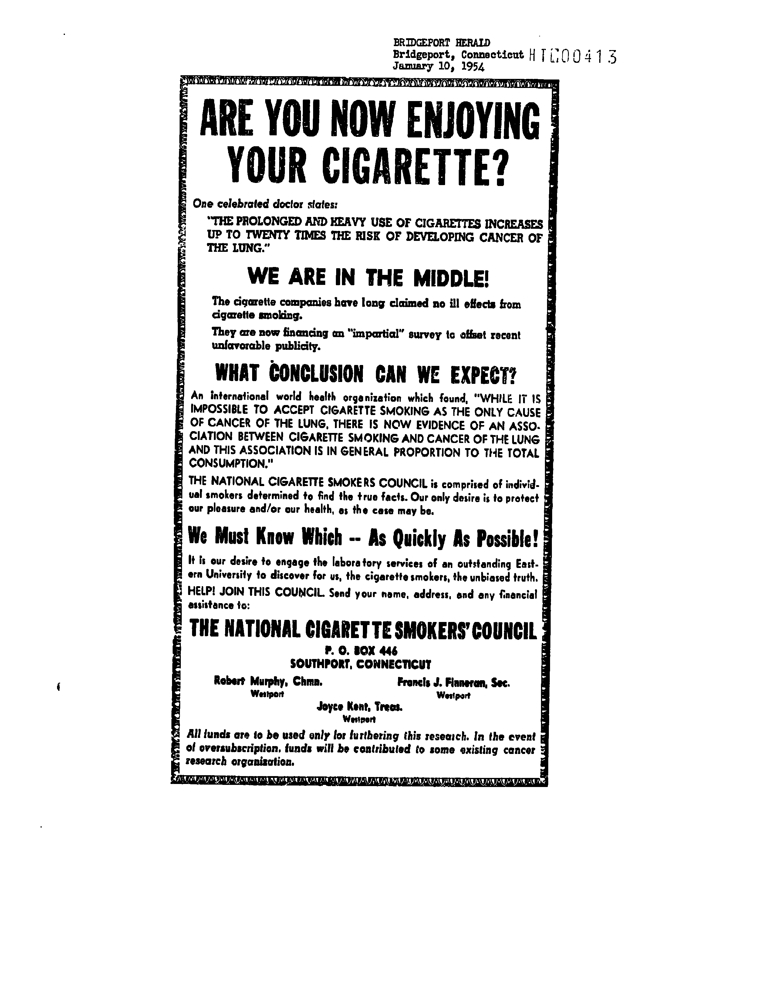 BRIDGEPORT HERALD
Bridgeport, Connecticut
January 10, 1954
ARE YOU NOW ENJOYING
YOUR CIGARETTE?
One celebrated doctor states:
"THE PROLONGED AND HEAVY USE OF CIGARETTES INCREASES
UP TO TWENTY TIMES THE RISK OF DEVELOPING CANCER OF
THE LUNG."
WE ARE IN THE MIDDLE!
The cigarette companies have long claimed no ill effects from
cigarette smoking.
They are now financing an "impartial" survey to offset recent
unfavorable publicity.
WHAT CONCLUSION CAN WE EXPECT?
An International world health organization which found, "WHILE IT IS
IMPOSSIBLE TO ACCEPT CIGARETTE SMOKING AS THE ONLY CAUSE
OF CANCER OF THE LUNG, THERE IS NOW EVIDENCE OF AN ASSO-
CIATION BETWEEN CIGARETTE SMOKING AND CANCER OF THE LUNG
AND THIS ASSOCIATION IS IN GENERAL PROPORTION TO THE TOTAL
CONSUMPTION."
THE NATIONAL CIGARETTE SMOKERS COUNCIL is comprised of individ-
ual smokers determined to find the true facts. Our only desire is to protect
our pleasure and/or our health, as the case may be.
We Must Know Which -- As Quickly As Possible!
It is our desire to engage the laboratory services of an outstanding East-
ern University to discover for us, the cigarette smokers, the unbiased truth.
HELP! JOIN THIS COUNCIL. Send your name, address, and any financial
assistance to:
THE NATIONAL CIGARETTE SMOKERS' COUNCIL
P. O. BOX 446
SOUTHPORT, CONNECTICUT
Robert Murphy, Chmn. Francis J. Finneran, Sec.
Westport Westport
Joyce Kent, Treas.
Westport
All funds are to be used only for furthering this research. In the event
of oversubscription, funds will be contributed to some existing cancer
research organization.